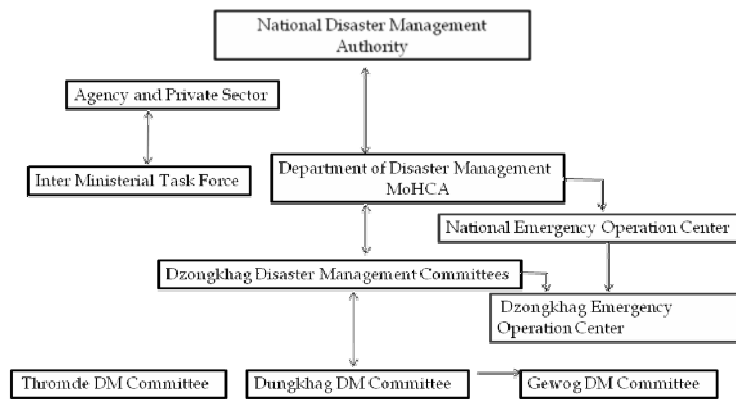 National Disaster Management
Authority
Agency and Private Sector
Inter Ministerial Task Force
Department of Disaster Management
MoHCA
National Emergency Operation Center
Dzongkhag Disaster Management Committees
Dzongkhag Emergency
Operation Center
Thromde DM Committee
Dungkhag DM Committee
Gewog DM Committee